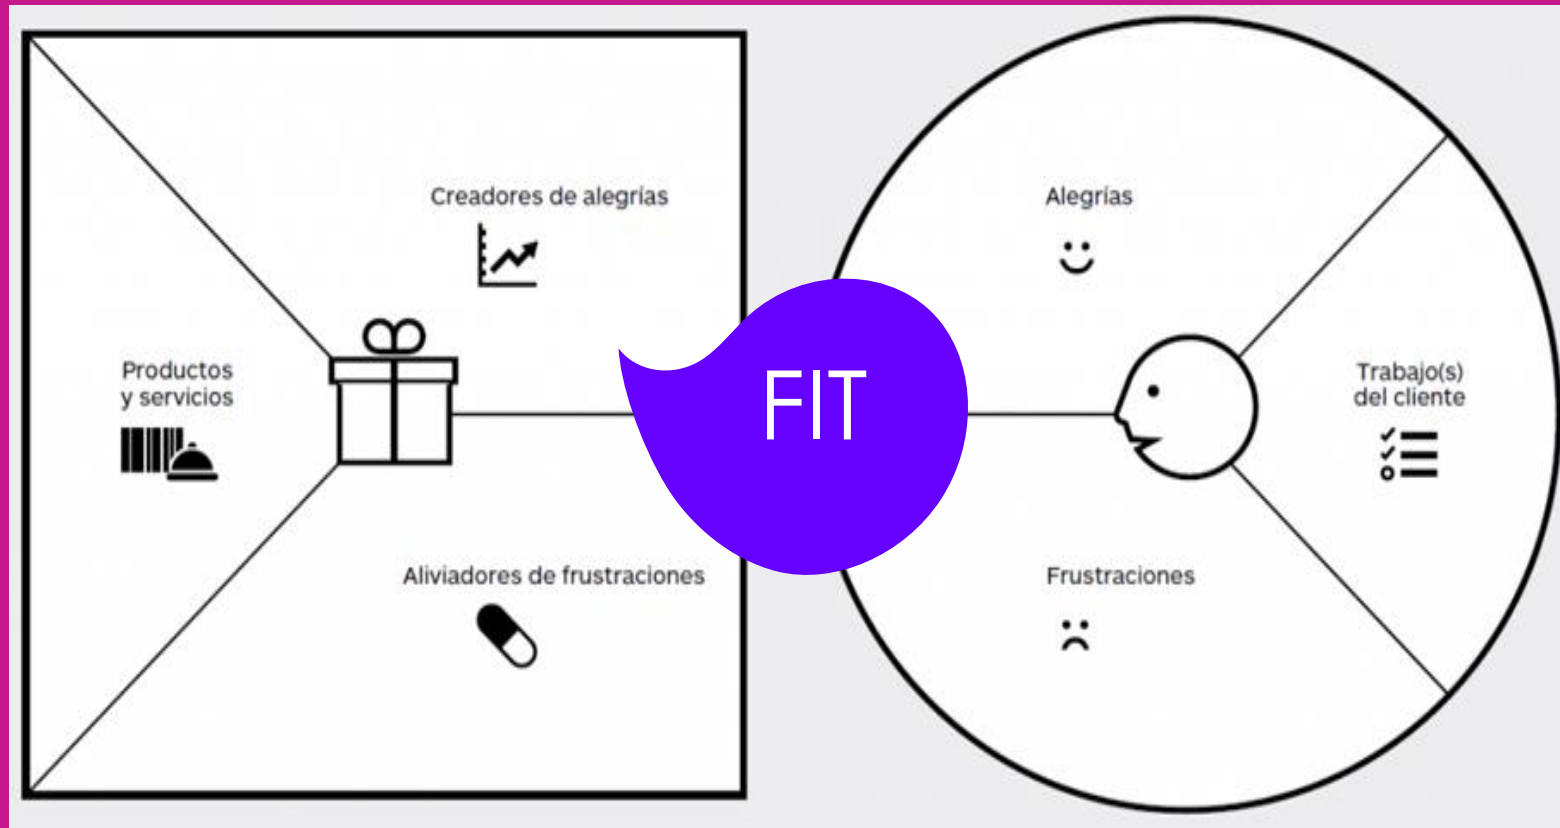 Creadores de alegrías
Alegrías
FIT
Productos
y servicios
Trabajo(s)
del cliente
Aliviadores de frustraciones
Frustraciones